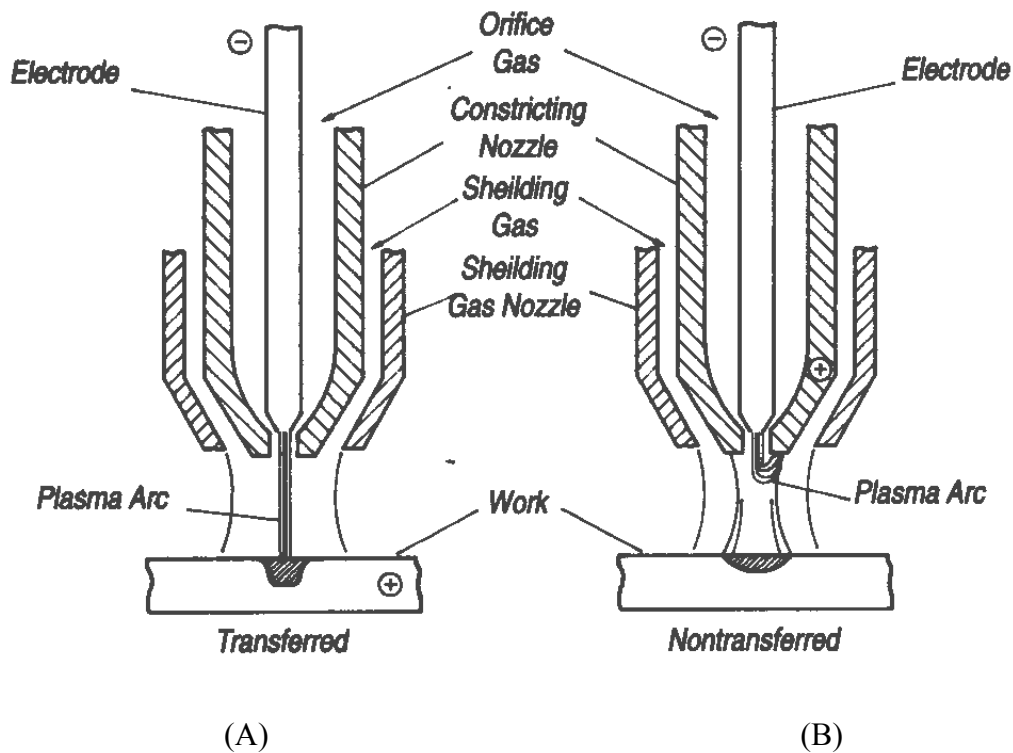 ⊖
Electrode
Orifice
Gas
Constricting
Nozzle
Sheilding
Gas
Sheilding
Gas Nozzle
⊖
Electrode
⊕
Plasma Arc
Work
Plasma Arc
⊕
Transferred
Nontransferred
(A)
(B)